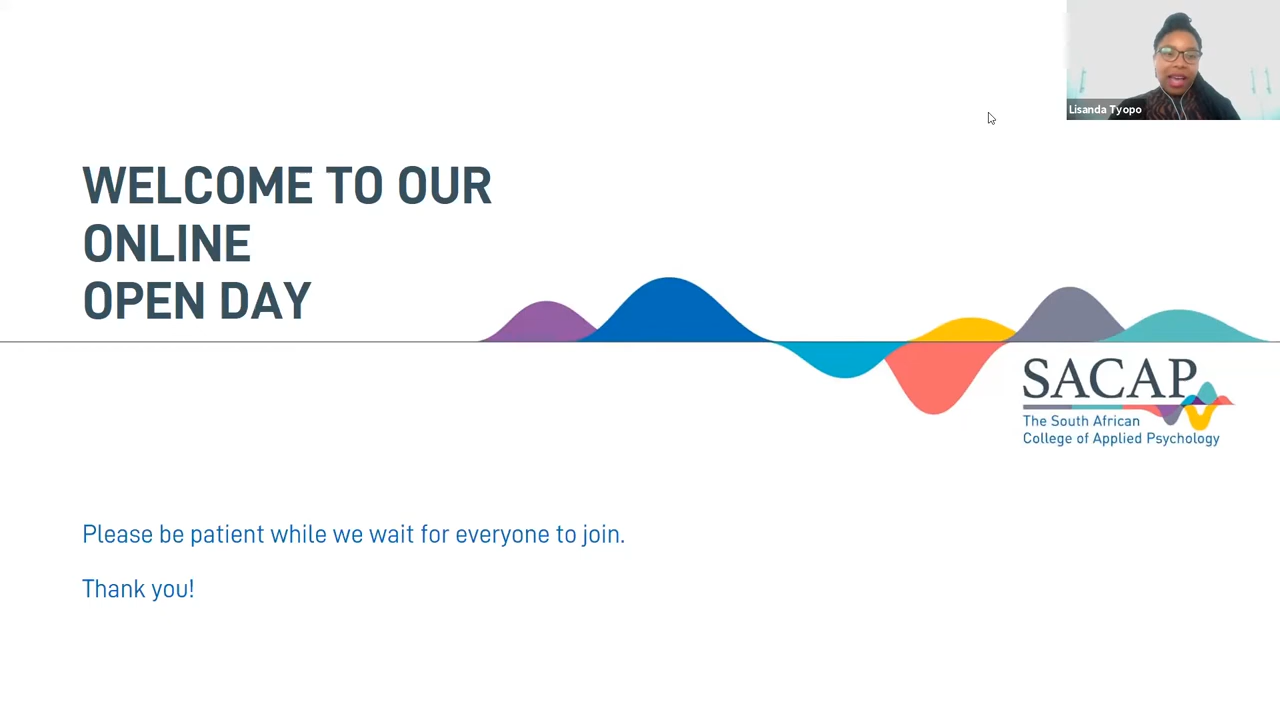 Lisanda Tyopo
WELCOME TO OUR
ONLINE
OPEN DAY
SACAP
The South African
College of Applied Psychology
Please be patient while we wait for everyone to join.
Thank you!